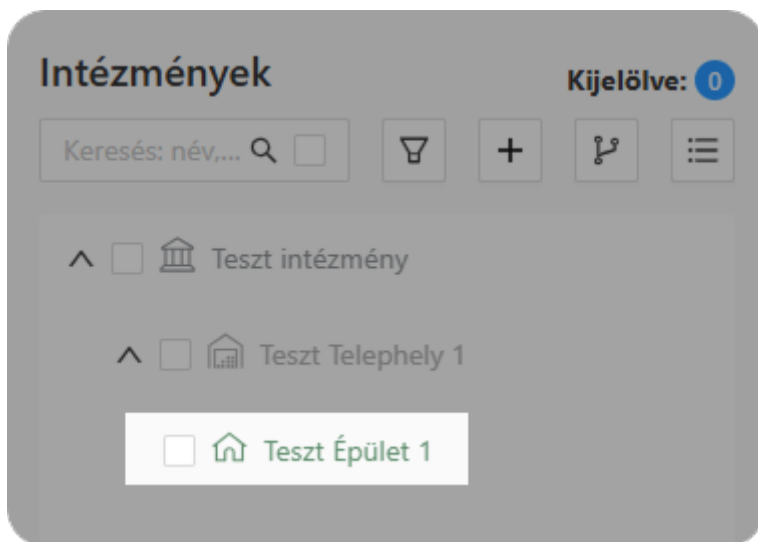 Intézmények
Kijelölve: 0
Keresés: név,...
Teszt intézmény
Teszt Telephely 1
Teszt Épület 1